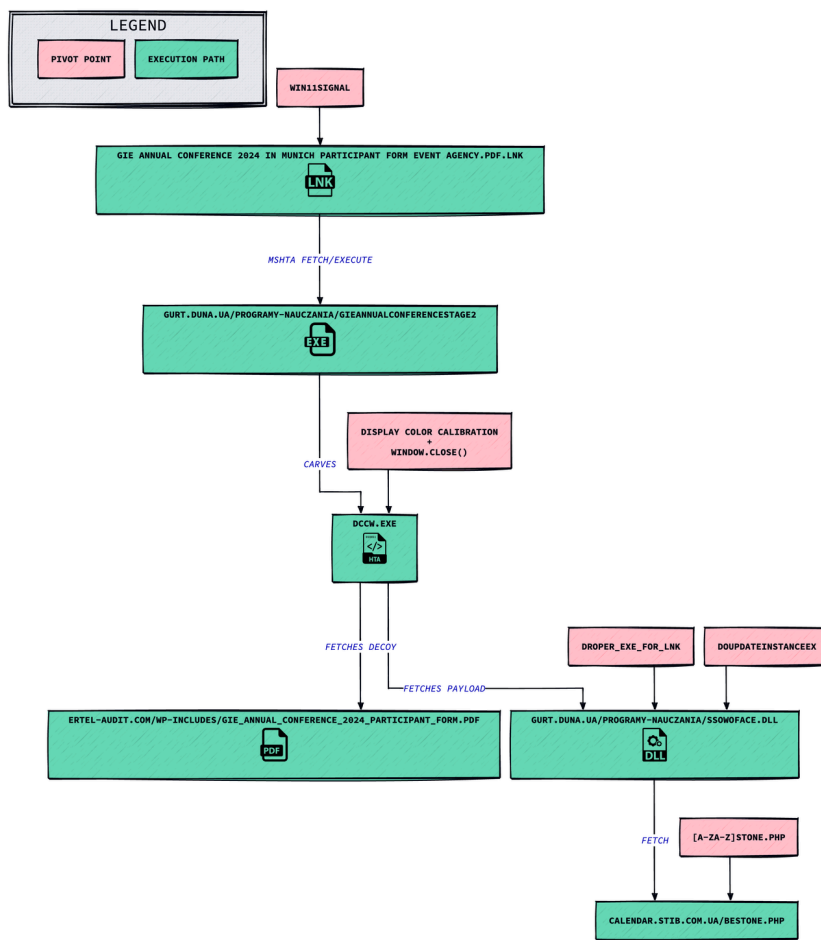 LEGEND
PIVOT POINT
EXECUTION PATH
WIN11SIGNAL
GIE ANNUAL CONFERENCE 2024 IN MUNICH PARTICIPANT FORM EVENT AGENCY.PDF.LNK
LNK
MSHTA FETCH/EXECUTE
GURT.DUNA.UA/PROGRAMY-NAUCZANIA/GIEANNUALCONFERENCESTAGE2
EXE
DISPLAY COLOR CALIBRATION
+
WINDOW.CLOSE()
CARVES
DCCW.EXE
</>
HTA
FETCHES DECOY
DROPER_EXE_FOR_LNK
DOUPDATEINSTANCEEX
FETCHES PAYLOAD
ERTEL-AUDIT.COM/WP-INCLUDES/GIE_ANNUAL_CONFERENCE_2024_PARTICIPANT_FORM.PDF
PDF
GURT.DUNA.UA/PROGRAMY-NAUCZANIA/SSOWOFACE.DLL
DLL
FETCH
[A-ZA-Z]STONE.PHP
CALENDAR.STIB.COM.UA/BESTONE.PHP